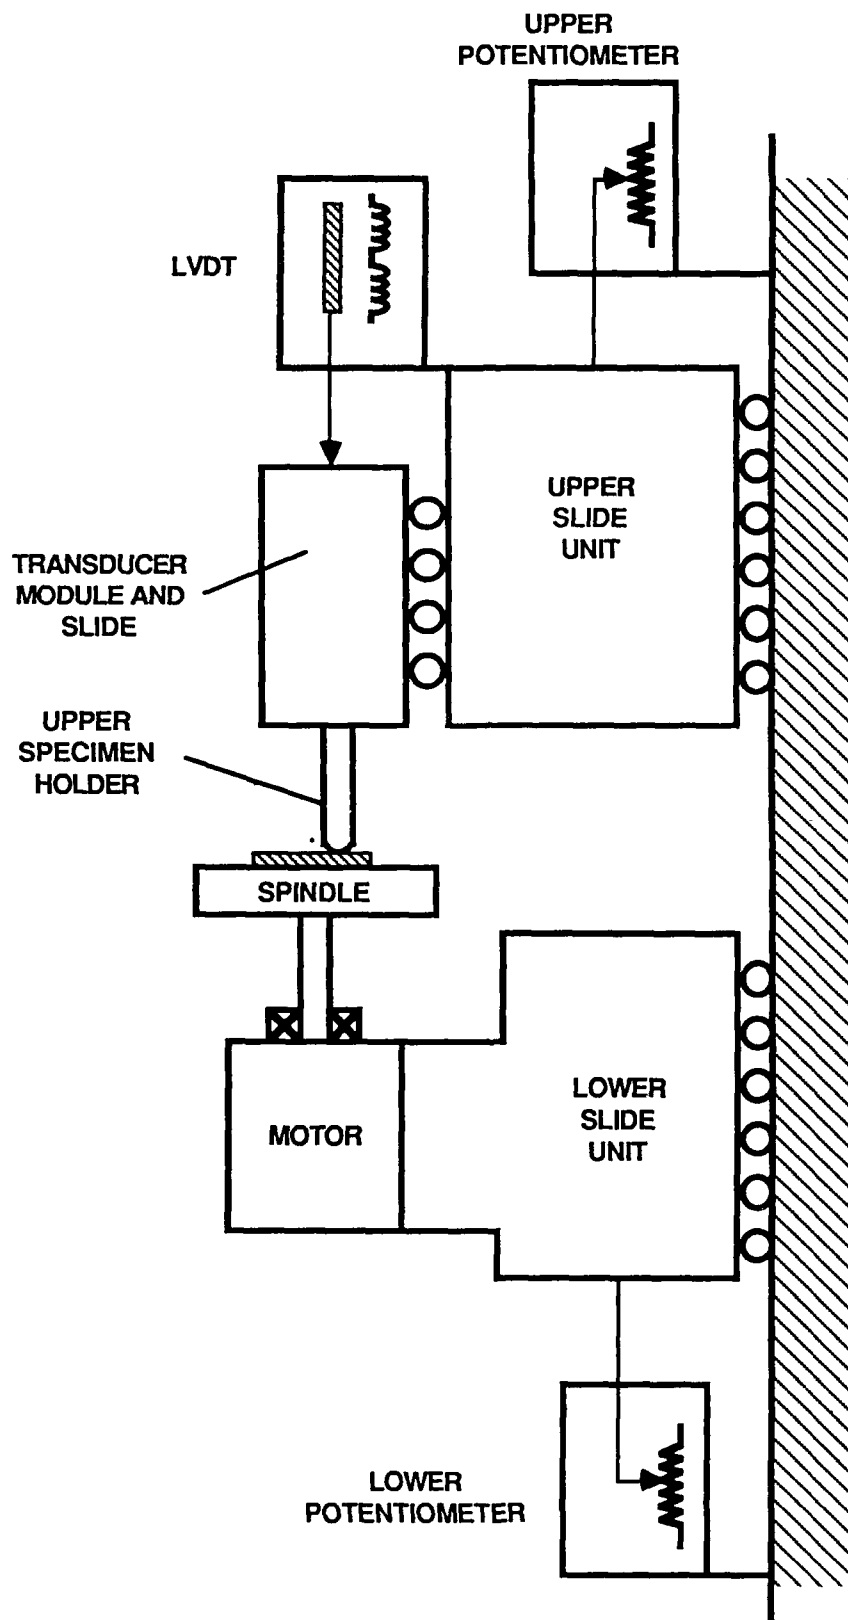 UPPER
POTENTIOMETER
LVDT
UPPER
SLIDE
UNIT
TRANSDUCER
MODULE AND
SLIDE
UPPER
SPECIMEN
HOLDER
SPINDLE
LOWER
SLIDE
UNIT
MOTOR
LOWER
POTENTIOMETER